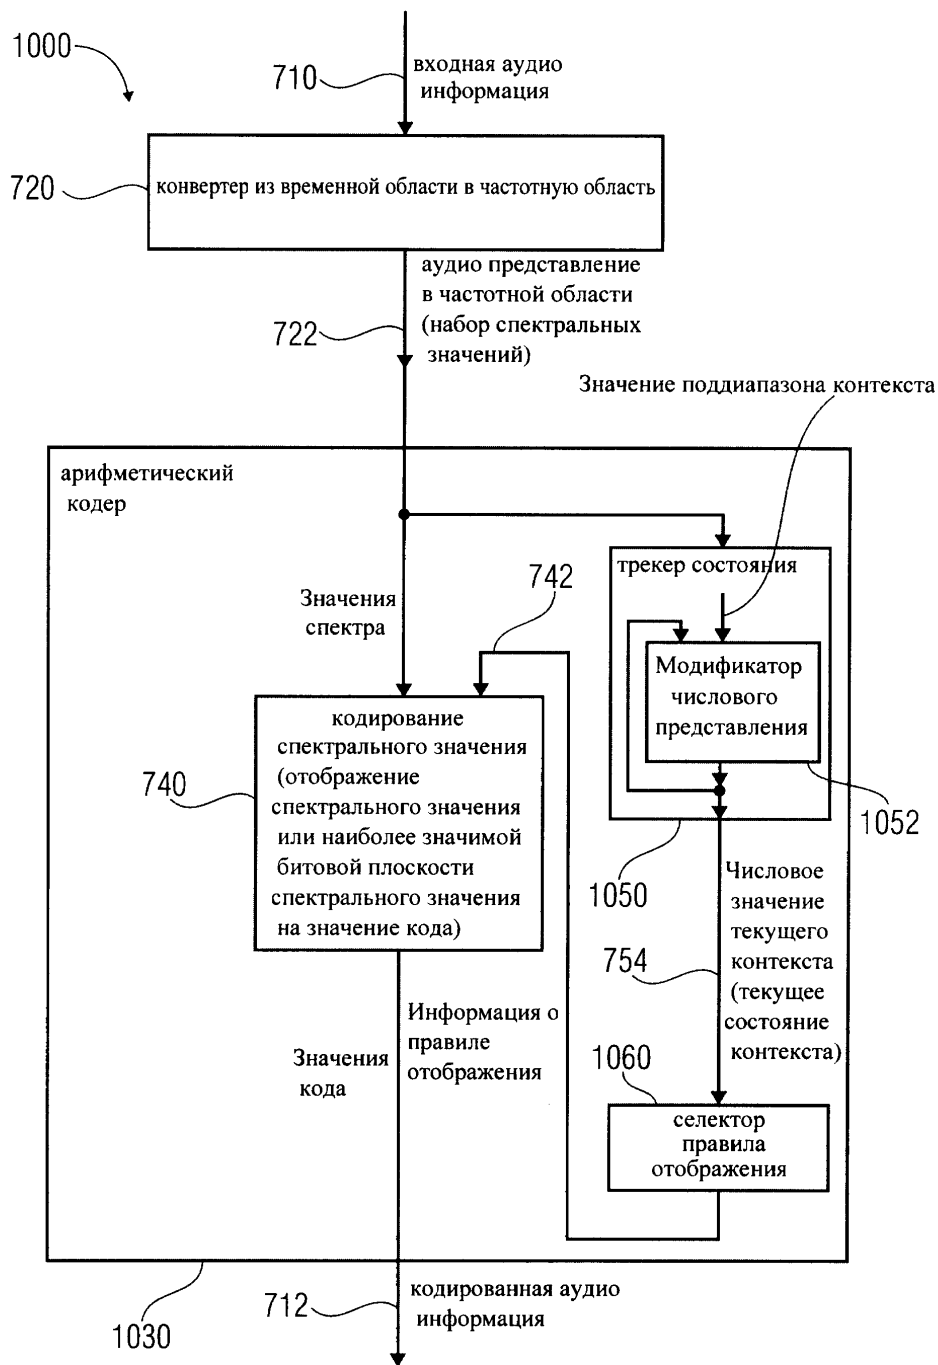 1000
710
входная аудио
информация
720
конвертер из временной области в частотную область
722
аудио представление
в частотной области
(набор спектральных
значений)
Значение поддиапазона контекста
арифметический
кодер
трекер состояния
742
Значения
спектра
Модификатор
числового
представления
740
кодирование
спектрального значения
(отображение
спектрального значения
или наиболее значимой
битовой плоскости
спектрального значения
на значение кода)
1052
1050
754
Числовое
значение
текущего
контекста
(текущее
состояние
контекста)
Информация о
правиле
отображения
Значения
кода
1060
селектор
правила
отображения
712
кодированная аудио
информация
1030